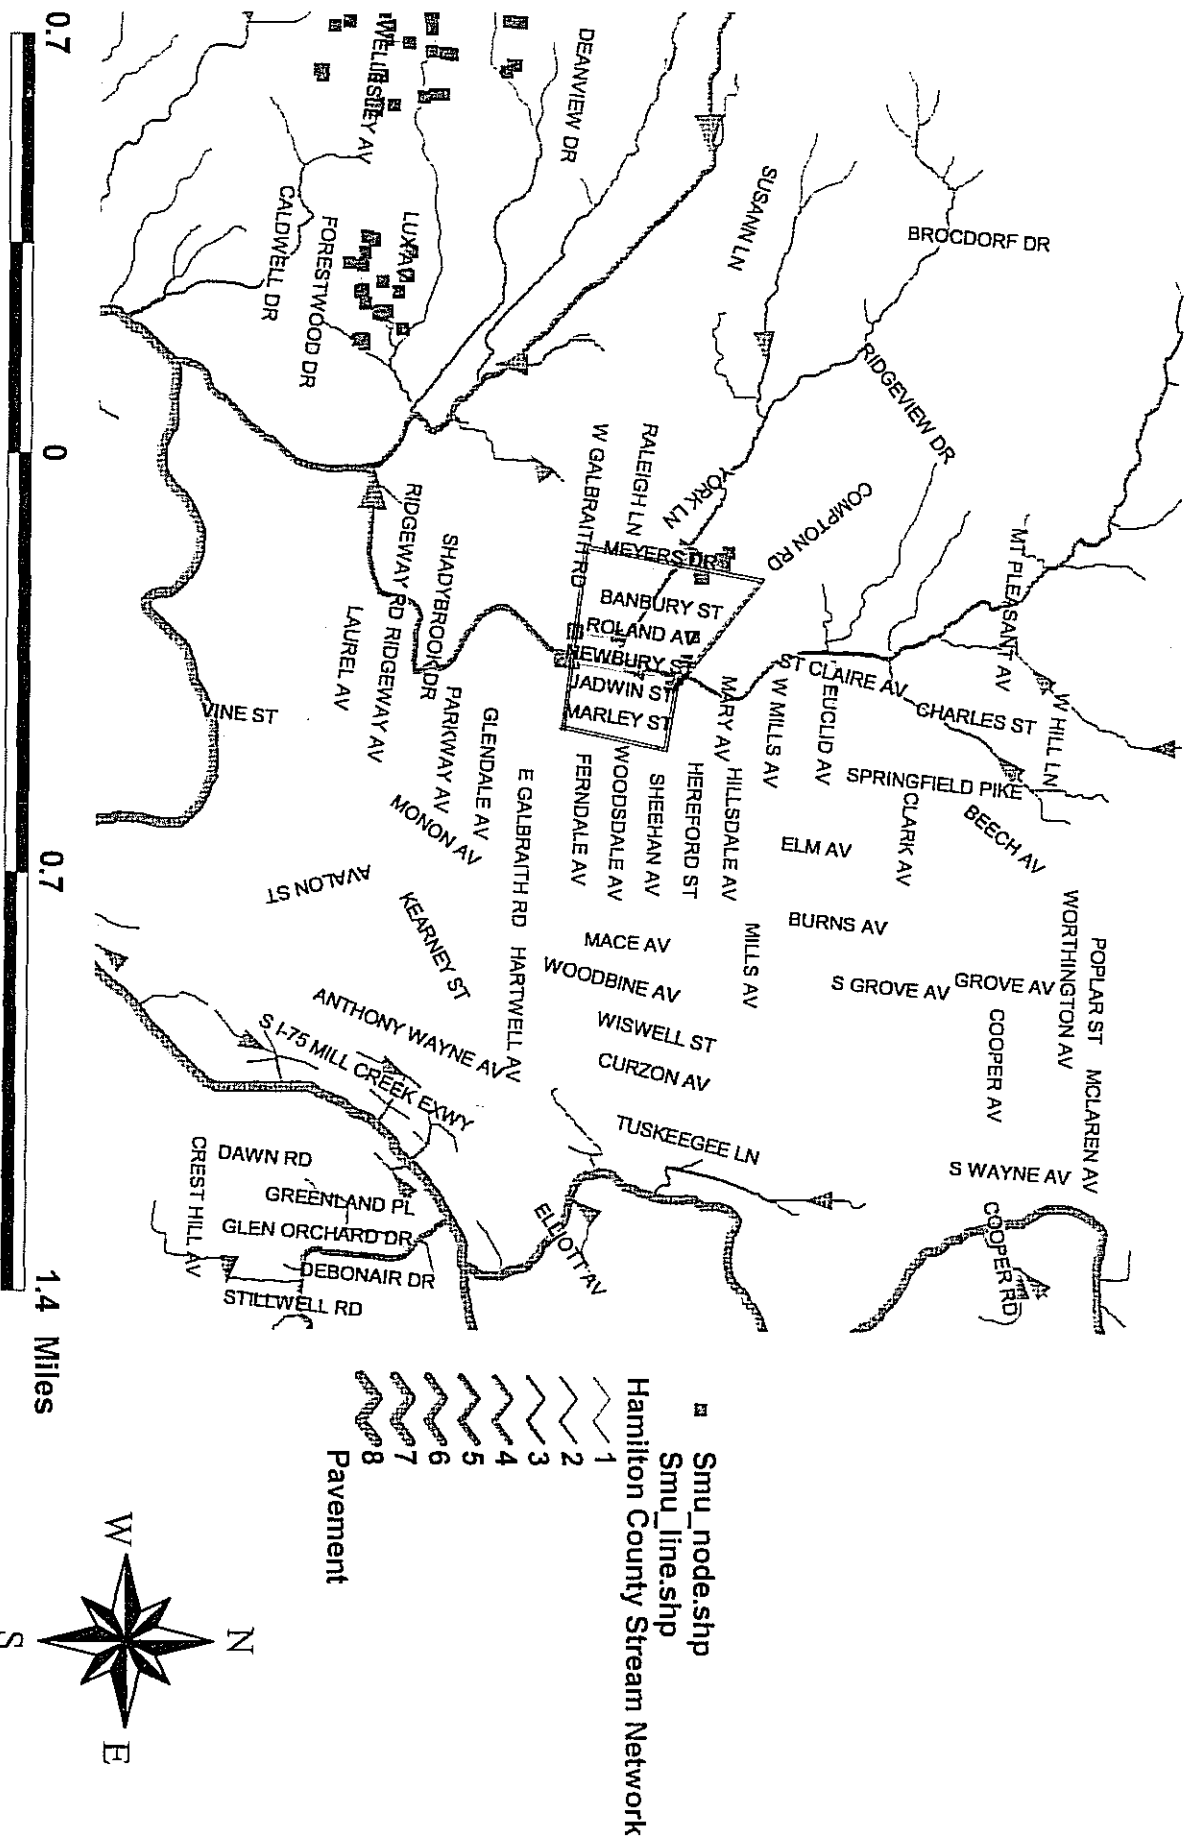 BROCDORF DR
RIDGEVIEW DR
SUSANN LN
DEANVIEW DR
WELLESLEY AV
LUX AV
CALDWELL DR
FORESTWOOD DR
COMPTON RD
YORK LN
RALEIGH LN
W GALBRAITH RD
MEYERS DR
BANBURY ST
ROLAND AV
NEWBURY ST
JADWIN ST
MARLEY ST
MT PLEASANT AV
W HILL LN
ST CLAIRE AV
CHARLES ST
EUCLID AV
W MILLS AV
MARY AV
SPRINGFIELD PIKE
BEECH AV
CLARK AV
ELM AV
HILLSDALE AV
HEREFORD ST
SHEEHAN AV
WOODSDALE AV
FERNDALE AV
E GALBRAITH RD
GLENDALE AV
PARKWAY AV
SHADYBROOK DR
RIDGEWAY RD
RIDGEWAY AV
LAUREL AV
VINE ST
MONON AV
AVALON ST
KEARNEY ST
HARTWELL AV
MACE AV
WOODBINE AV
WISWELL ST
CURZON AV
MILLS AV
BURNS AV
S GROVE AV
GROVE AV
WORTHINGTON AV
POPLAR ST
MCLAREN AV
COOPER AV
S WAYNE AV
COOPER RD
TUSKEEGEE LN
ELLIOTT AV
ANTHONY WAYNE AV
S I-75 MILL CREEK EXWY
DAWN RD
GREENLAND PL
GLEN ORCHARD DR
DEBONAIR DR
STILLWELL RD
CREST HILL AV
0.7
0
0.7
1.4 Miles
Smu_node.shp
Smu_line.shp
Hamilton County Stream Network
1
2
3
4
5
6
7
8
Pavement
N
W
E
S